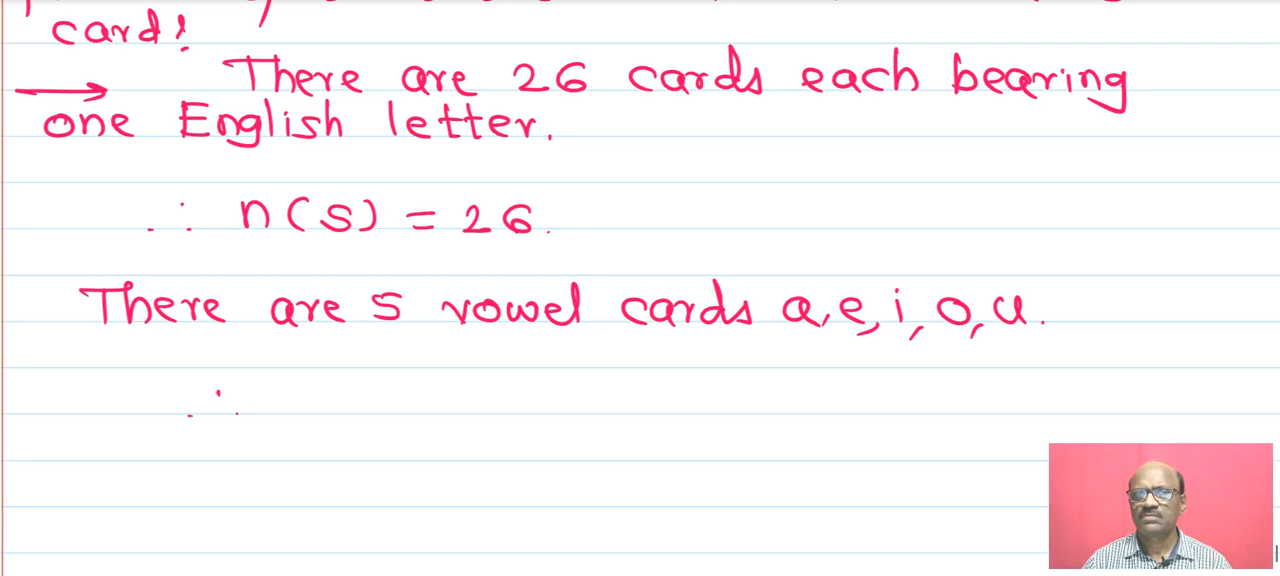 card?
There are 26 cards each bearing
one English letter.
∴ n(S) = 26.
There are 5 vowel cards a, e, i, o, u.
∴